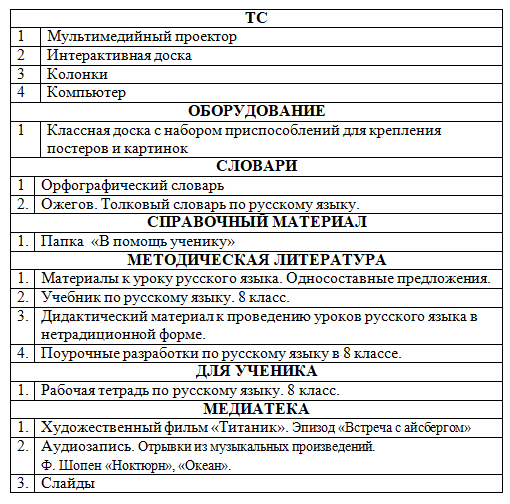 ТС
1 Мультимедийный проектор
2 Интерактивная доска
3 Колонки
4 Компьютер
ОБОРУДОВАНИЕ
1 Классная доска с набором приспособлений для крепления
постеров и картинок
СЛОВАРИ
1 Орфографический словарь
2. Ожегов. Толковый словарь по русскому языку.
СПРАВОЧНЫЙ МАТЕРИАЛ
1. Папка «В помощь ученику»
МЕТОДИЧЕСКАЯ ЛИТЕРАТУРА
1. Материалы к уроку русского языка. Односоставные предложения.
2. Учебник по русскому языку. 8 класс.
3. Дидактический материал к проведению уроков русского языка в
нетрадиционной форме.
4. Поурочные разработки по русскому языку в 8 классе.
ДЛЯ УЧЕНИКА
1. Рабочая тетрадь по русскому языку. 8 класс.
МЕДИАТЕКА
1. Художественный фильм «Титаник». Эпизод «Встреча с айсбергом»
2. Аудиозапись. Отрывки из музыкальных произведений.
Ф. Шопен «Ноктюрн», «Океан».
3. Слайды